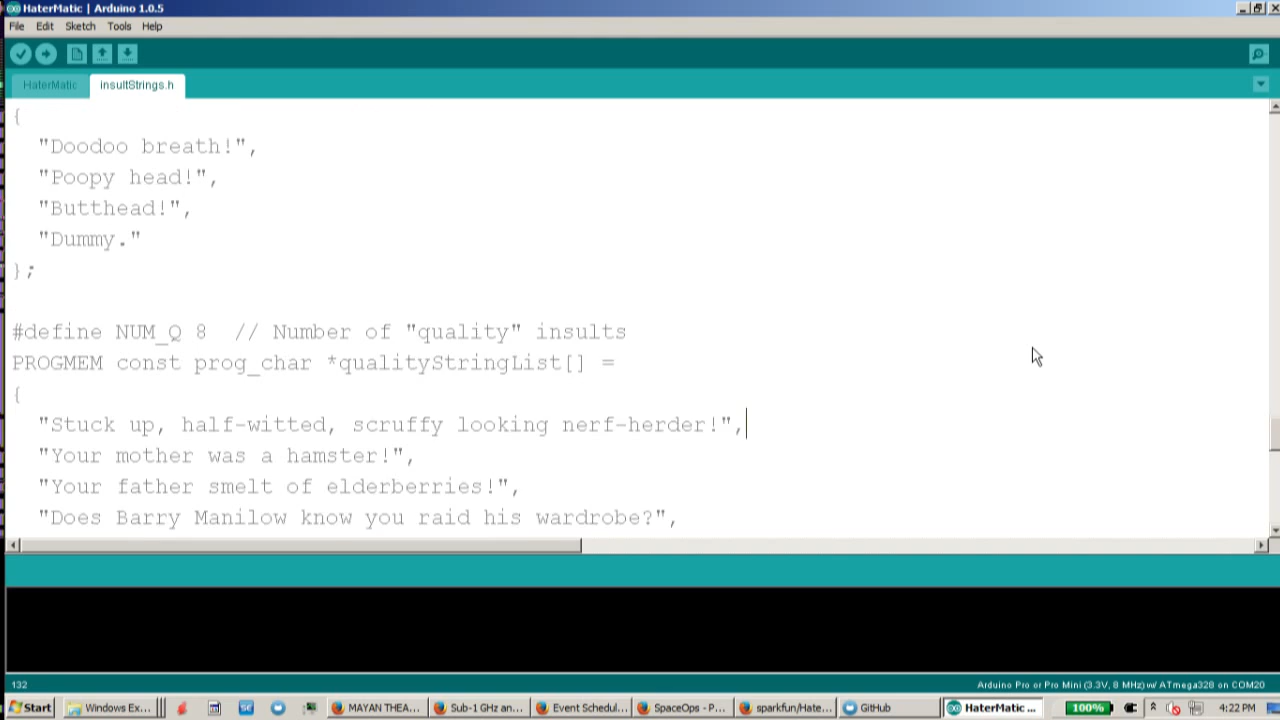 HaterMatic | Arduino 1.0.5
File Edit Sketch Tools Help
HaterMatic insultStrings.h
{
"Doodoo breath!",
"Poopy head!",
"Butthead!",
"Dummy."
};
#define NUM_Q 8 // Number of "quality" insults
PROGMEM const prog_char *qualityStringList[] =
{
"Stuck up, half-witted, scruffy looking nerf-herder!",
"Your mother was a hamster!",
"Your father smelt of elderberries!",
"Does Barry Manilow know you raid his wardrobe?",
132
Arduino Pro or Pro Mini (3.3V, 8 MHz) w/ ATmega328 on COM20
Start Windows Ex... MAYAN THEA... Sub-1 GHz an... Event Schedul... SpaceOps - P... sparkfun/Hate... GitHub HaterMatic ... 100% 4:22 PM